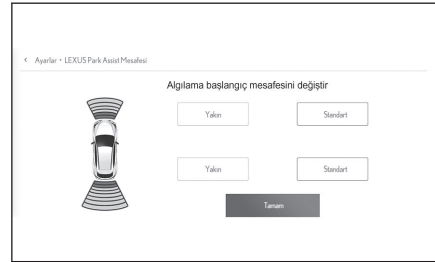 < Ayarlar • LEXUS Park Assist Mesafesi
Algılama başlangıç mesafesini değiştir
Yakın Standart
Yakın Standart
Tamam